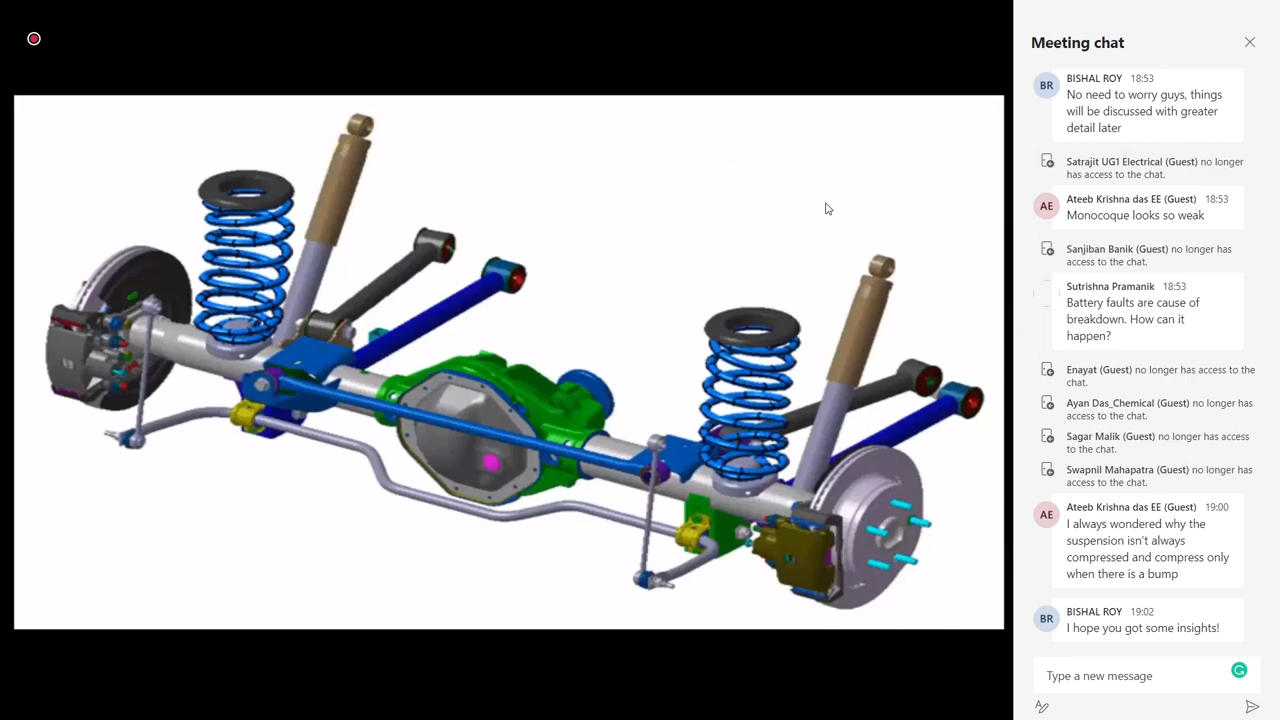 Meeting chat
BR
BISHAL ROY 18:53
No need to worry guys, things
will be discussed with greater
detail later
Satrajit UG1 Electrical (Guest) no longer
has access to the chat.
AE
Ateeb Krishna das EE (Guest) 18:53
Monocoque looks so weak
Sanjiban Banik (Guest) no longer has
access to the chat.
Sutrishna Pramanik 18:53
Battery faults are cause of
breakdown. How can it
happen?
Enayat (Guest) no longer has access to the
chat.
Ayan Das_Chemical (Guest) no longer has
access to the chat.
Sagar Malik (Guest) no longer has access
to the chat.
Swapnil Mahapatra (Guest) no longer has
access to the chat.
AE
Ateeb Krishna das EE (Guest) 19:00
I always wondered why the
suspension isn't always
compressed and compress only
when there is a bump
BR
BISHAL ROY 19:02
I hope you got some insights!
Type a new message